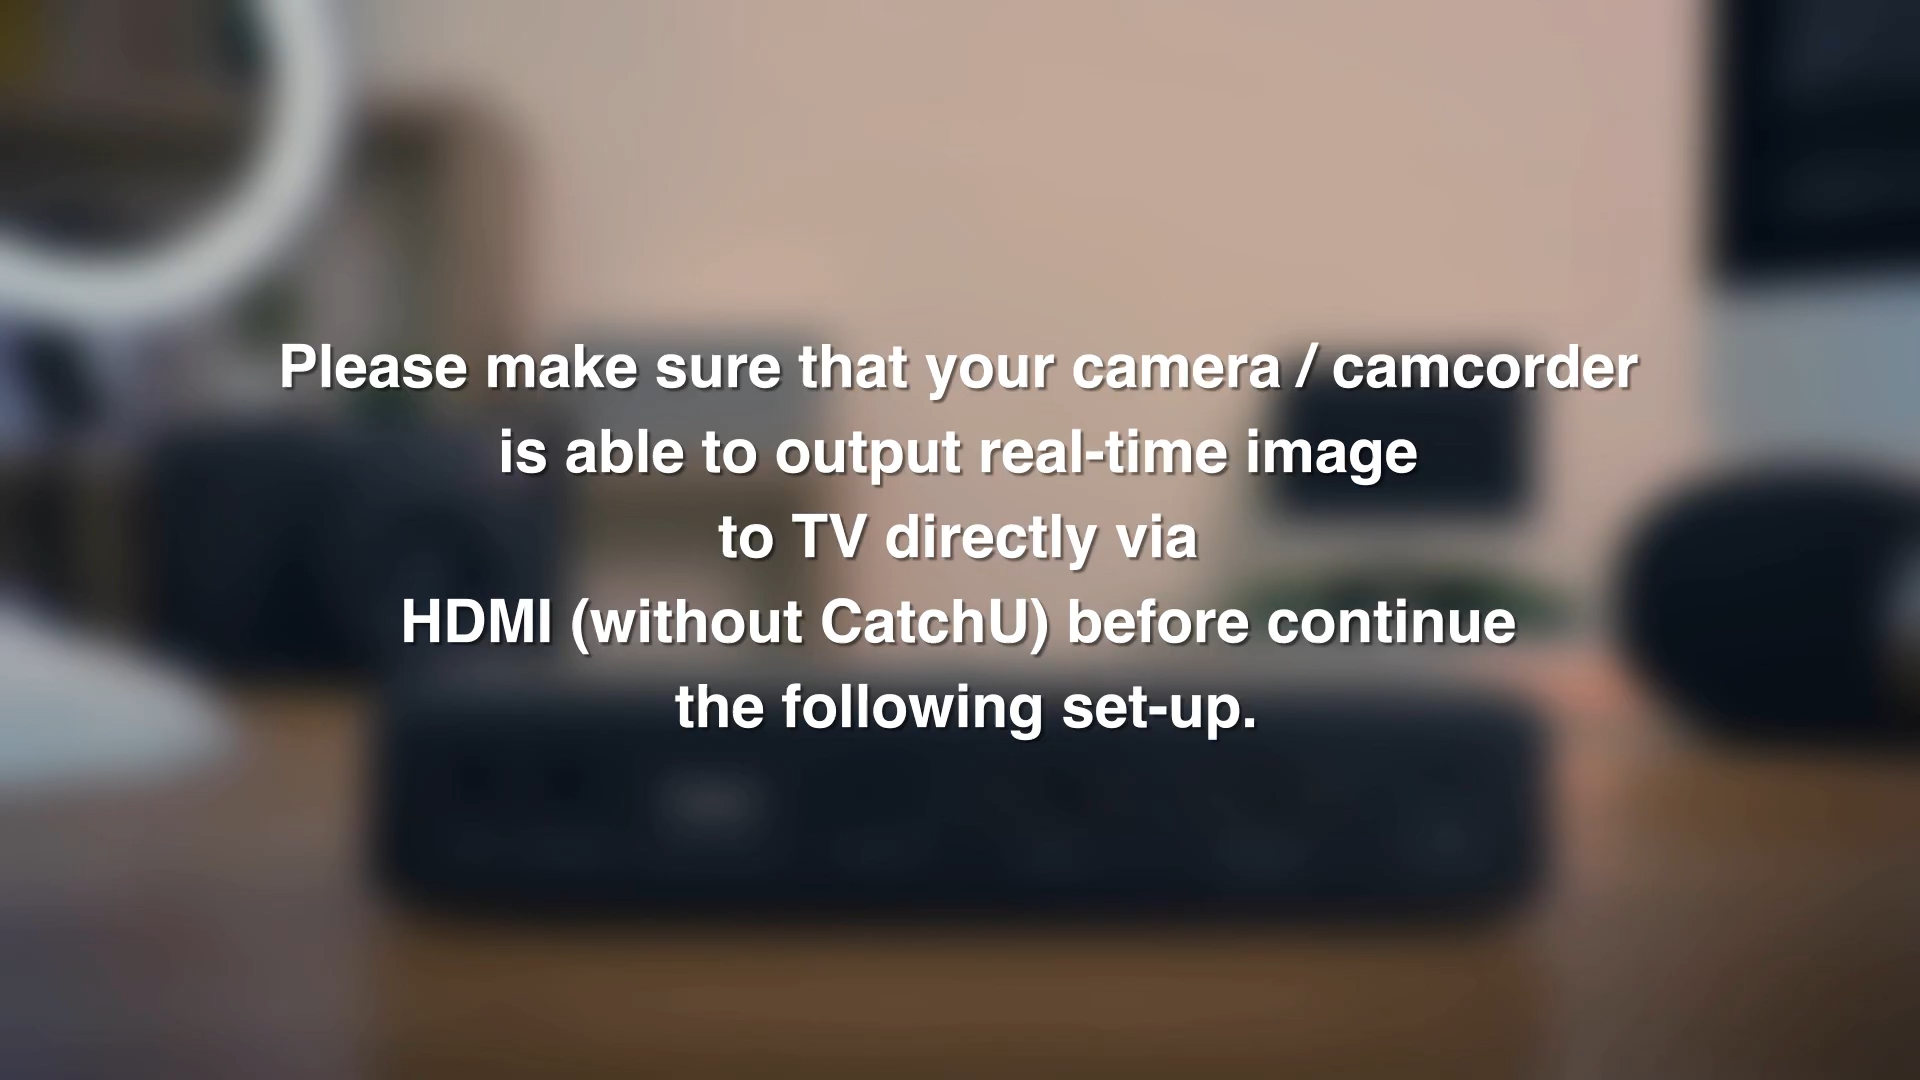 Please make sure that your camera / camcorder
is able to output real-time image
to TV directly via
HDMI (without CatchU) before continue
the following set-up.